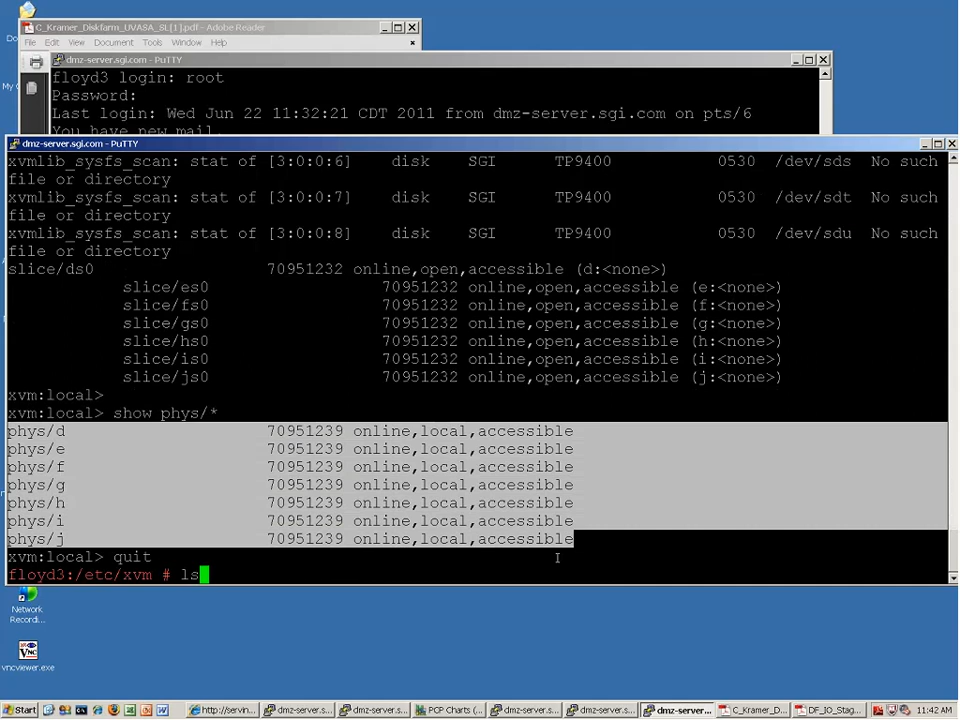 C_Kramer_Diskfarm_UVASA_SL[1].pdf - Adobe Reader
File Edit View Document Tools Window Help
dmz-server.sgi.com - PuTTY
floyd3 login: root
Password:
Last login: Wed Jun 22 11:32:21 CDT 2011 from dmz-server.sgi.com on pts/6
You have new mail.
dmz-server.sgi.com - PuTTY
xvmlib_sysfs_scan: stat of [3:0:0:6] disk SGI TP9400 0530 /dev/sds No such
file or directory
xvmlib_sysfs_scan: stat of [3:0:0:7] disk SGI TP9400 0530 /dev/sdt No such
file or directory
xvmlib_sysfs_scan: stat of [3:0:0:8] disk SGI TP9400 0530 /dev/sdu No such
file or directory
slice/ds0 70951232 online,open,accessible (d:<none>)
slice/es0 70951232 online,open,accessible (e:<none>)
slice/fs0 70951232 online,open,accessible (f:<none>)
slice/gs0 70951232 online,open,accessible (g:<none>)
slice/hs0 70951232 online,open,accessible (h:<none>)
slice/is0 70951232 online,open,accessible (i:<none>)
slice/js0 70951232 online,open,accessible (j:<none>)
xvm:local>
xvm:local> show phys/*
phys/d 70951239 online,local,accessible
phys/e 70951239 online,local,accessible
phys/f 70951239 online,local,accessible
phys/g 70951239 online,local,accessible
phys/h 70951239 online,local,accessible
phys/i 70951239 online,local,accessible
phys/j 70951239 online,local,accessible
xvm:local> quit
floyd3:/etc/xvm # ls
Network
Recordi...
vncviewer.exe
Start http://servin... dmz-server.s... dmz-server.s... PCP Charts (... dmz-server.s... dmz-server.s... dmz-server... C_Kramer_D... DF_IO_Stag... 11:42 AM